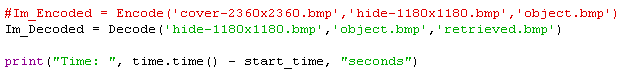 #Im_Encoded = Encode('cover-2360x2360.bmp','hide-1180x1180.bmp','object.bmp')
Im_Decoded = Decode('hide-1180x1180.bmp','object.bmp','retrieved.bmp')
print("Time: ", time.time() - start_time, "seconds")